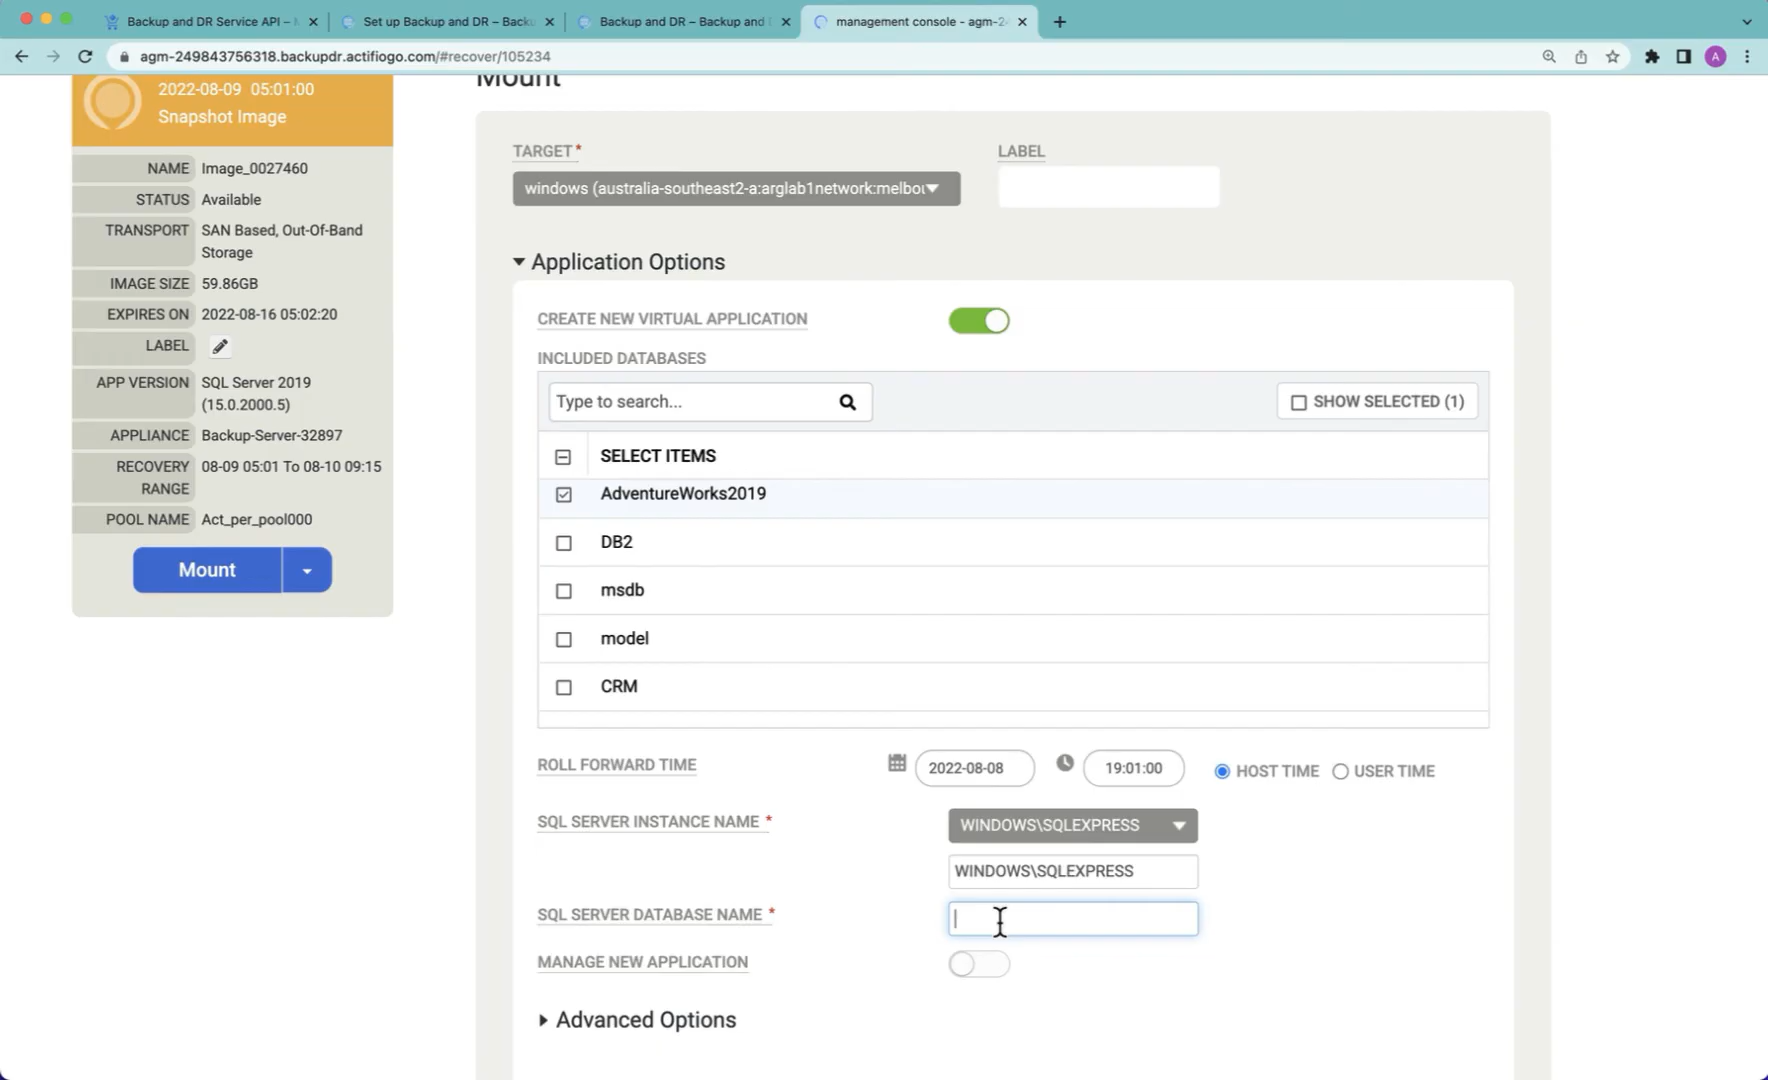 Backup and DR Service API –
Set up Backup and DR – Backu
Backup and DR – Backup and
management console - agm-2
agm-249843756318.backupdr.actifiogo.com/#recover/105234
A
Mount
2022-08-09 05:01:00
Snapshot Image
NAME Image_0027460
STATUS Available
TRANSPORT SAN Based, Out-Of-Band
Storage
IMAGE SIZE 59.86GB
EXPIRES ON 2022-08-16 05:02:20
LABEL
APP VERSION SQL Server 2019
(15.0.2000.5)
APPLIANCE Backup-Server-32897
RECOVERY 08-09 05:01 To 08-10 09:15
RANGE
POOL NAME Act_per_pool000
Mount
TARGET * LABEL
windows (australia-southeast2-a:arglab1network:melbou
Application Options
CREATE NEW VIRTUAL APPLICATION
INCLUDED DATABASES
Type to search... SHOW SELECTED (1)
SELECT ITEMS
AdventureWorks2019
DB2
msdb
model
CRM
ROLL FORWARD TIME 2022-08-08 19:01:00 HOST TIME USER TIME
SQL SERVER INSTANCE NAME * WINDOWS\SQLEXPRESS
WINDOWS\SQLEXPRESS
SQL SERVER DATABASE NAME *
MANAGE NEW APPLICATION
Advanced Options